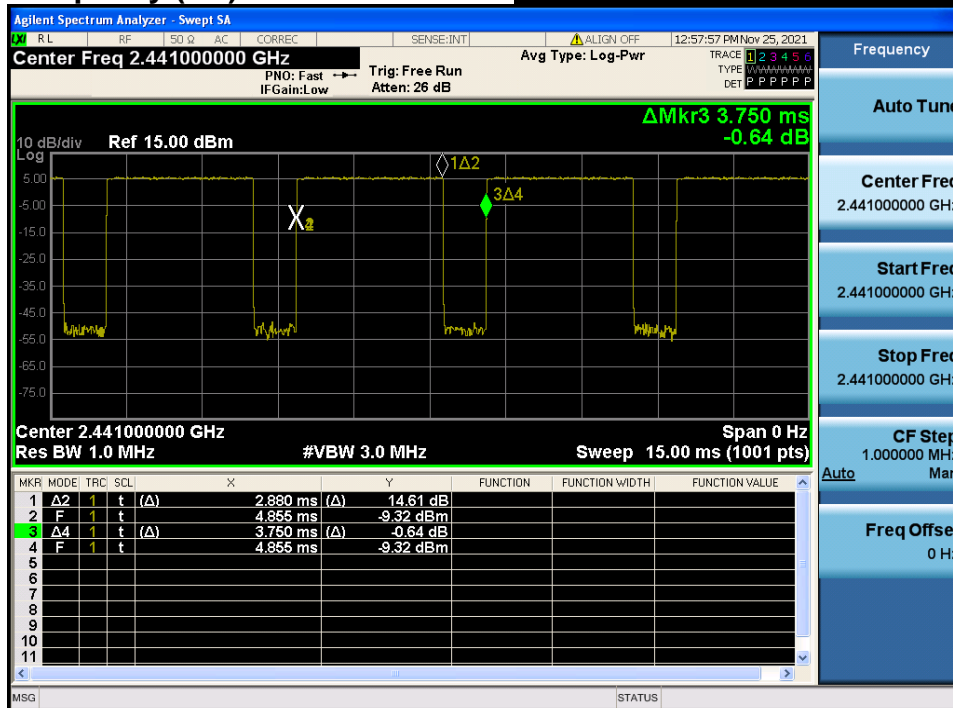 Agilent Spectrum Analyzer - Swept SA
LXI RL RF 50 Ω AC CORREC SENSE:INT ALIGN OFF 12:57:57 PM Nov 25, 2021
Center Freq 2.441000000 GHz
PNO: Fast
IFGain:Low
Trig: Free Run
Atten: 26 dB
Avg Type: Log-Pwr
TRACE 1 2 3 4 5 6
TYPE
DET P P P P P P
ΔMkr3 3.750 ms
-0.64 dB
10 dB/div Ref 15.00 dBm
Log
5.00
-5.00
-15.0
-25.0
-35.0
-45.0
-55.0
-65.0
-75.0
1Δ2
3Δ4
Center 2.441000000 GHz Span 0 Hz
Res BW 1.0 MHz #VBW 3.0 MHz Sweep 15.00 ms (1001 pts)
MKR MODE TRC SCL X Y FUNCTION FUNCTION WIDTH FUNCTION VALUE
1 Δ2 1 t (Δ) 2.880 ms (Δ) 14.61 dB
2 F 1 t 4.855 ms -9.32 dBm
3 Δ4 1 t (Δ) 3.750 ms (Δ) -0.64 dB
4 F 1 t 4.855 ms -9.32 dBm
5
6
7
8
9
10
11
MSG STATUS
Frequency
Auto Tune
Center Freq
2.441000000 GHz
Start Freq
2.441000000 GHz
Stop Freq
2.441000000 GHz
CF Step
1.000000 MHz
Auto Man
Freq Offset
0 Hz